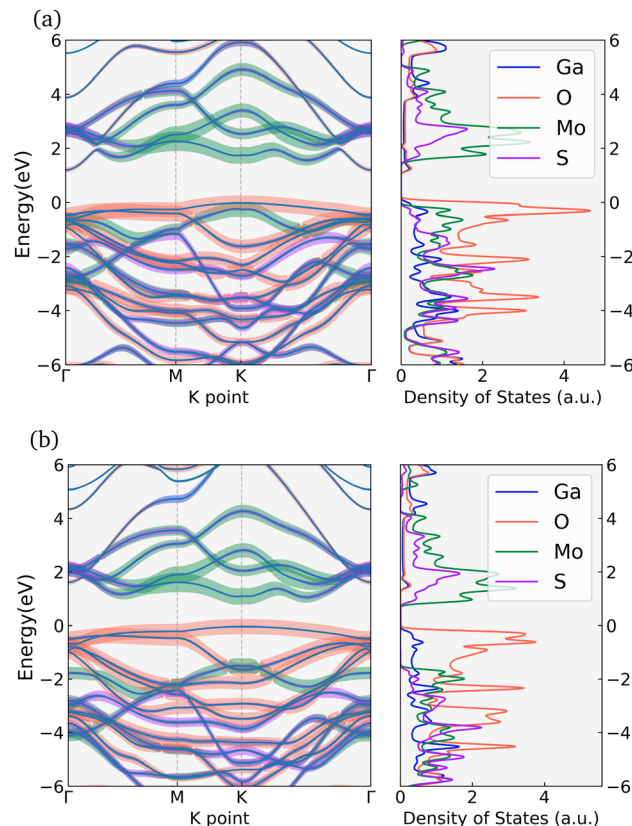 (a)
6
4
2
0
−2
−4
−6
Energy(eV)
Γ M K Γ
K point
Ga
O
Mo
S
6
4
2
0
−2
−4
−6
0 2 4
Density of States (a.u.)
(b)
6
4
2
0
−2
−4
−6
Energy(eV)
Γ M K Γ
K point
Ga
O
Mo
S
6
4
2
0
−2
−4
−6
0 2 4
Density of States (a.u.)